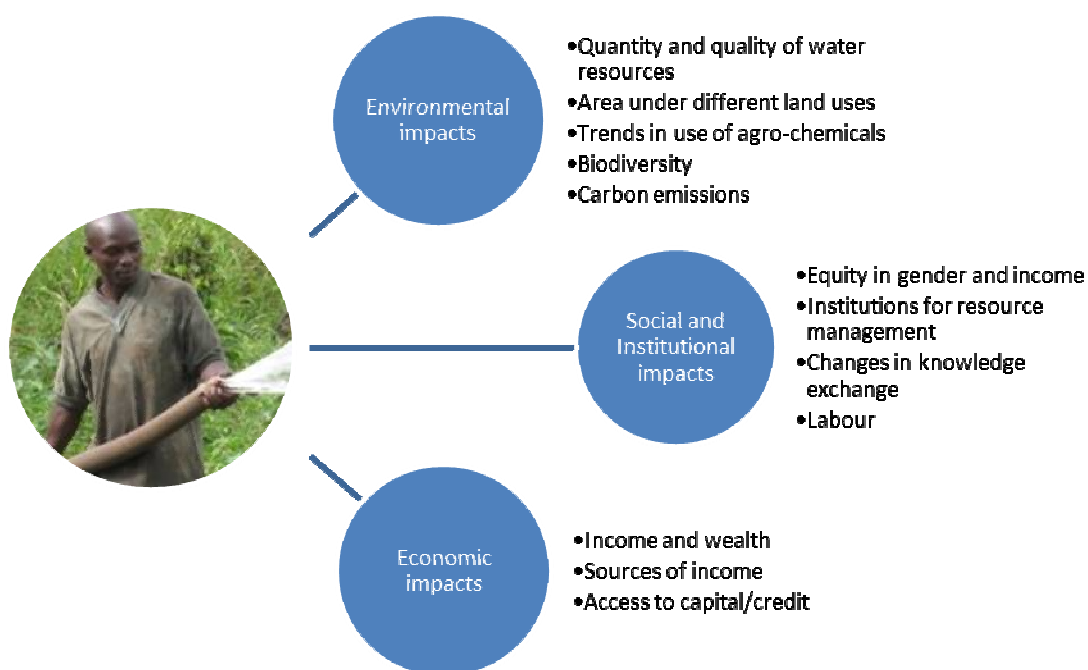 Environmental
impacts
•Quantity and quality of water
resources
•Area under different land uses
•Trends in use of agro-chemicals
•Biodiversity
•Carbon emissions
Social and
Institutional
impacts
•Equity in gender and income
•Institutions for resource
management
•Changes in knowledge
exchange
•Labour
Economic
impacts
•Income and wealth
•Sources of income
•Access to capital/credit